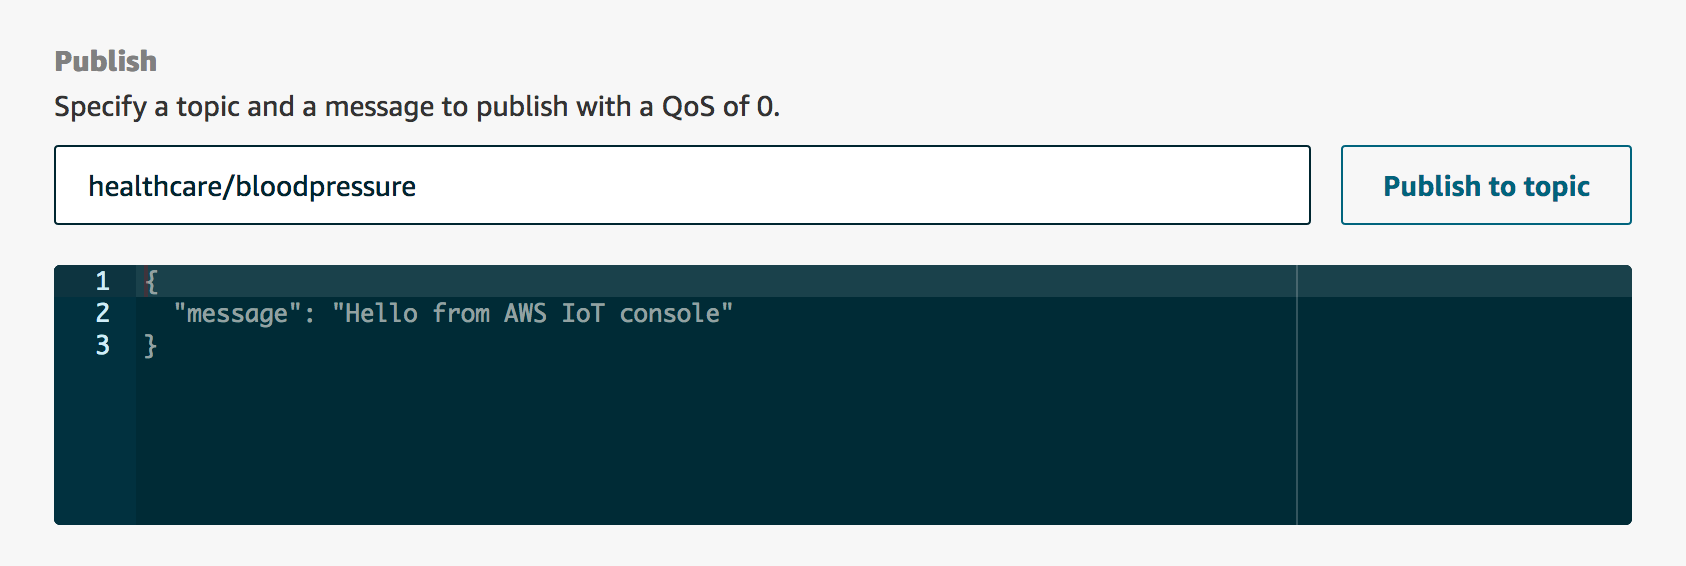 Publish
Specify a topic and a message to publish with a QoS of 0.
healthcare/bloodpressure
Publish to topic
1 {
2   "message": "Hello from AWS IoT console"
3 }